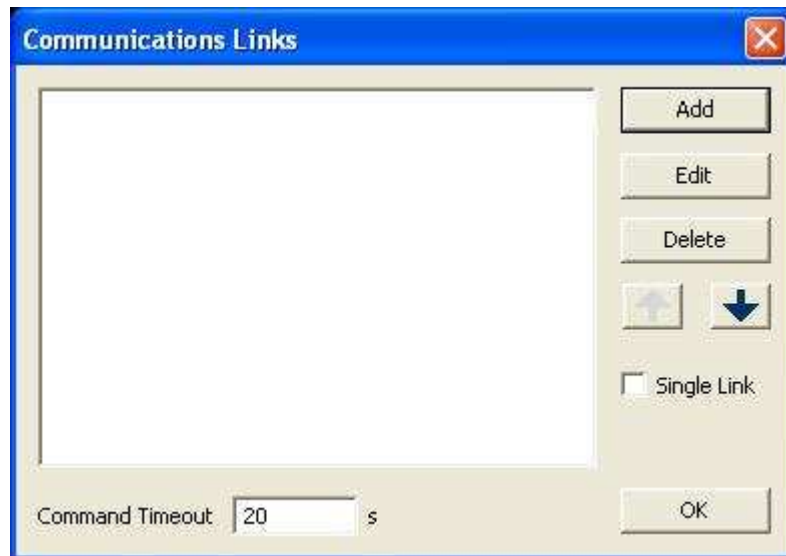 Communications Links
Add
Edit
Delete
Single Link
Command Timeout 20 s
OK